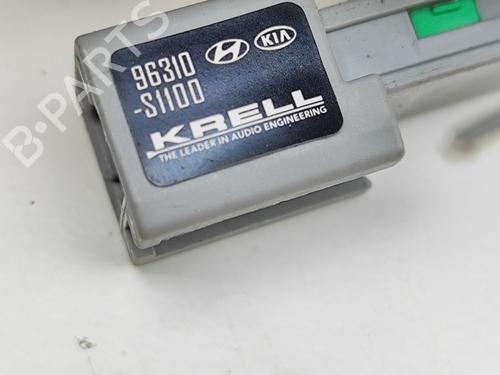 96310
-S1100
KIA
KRELL
THE LEADER IN AUDIO ENGINEERING
B-PARTS